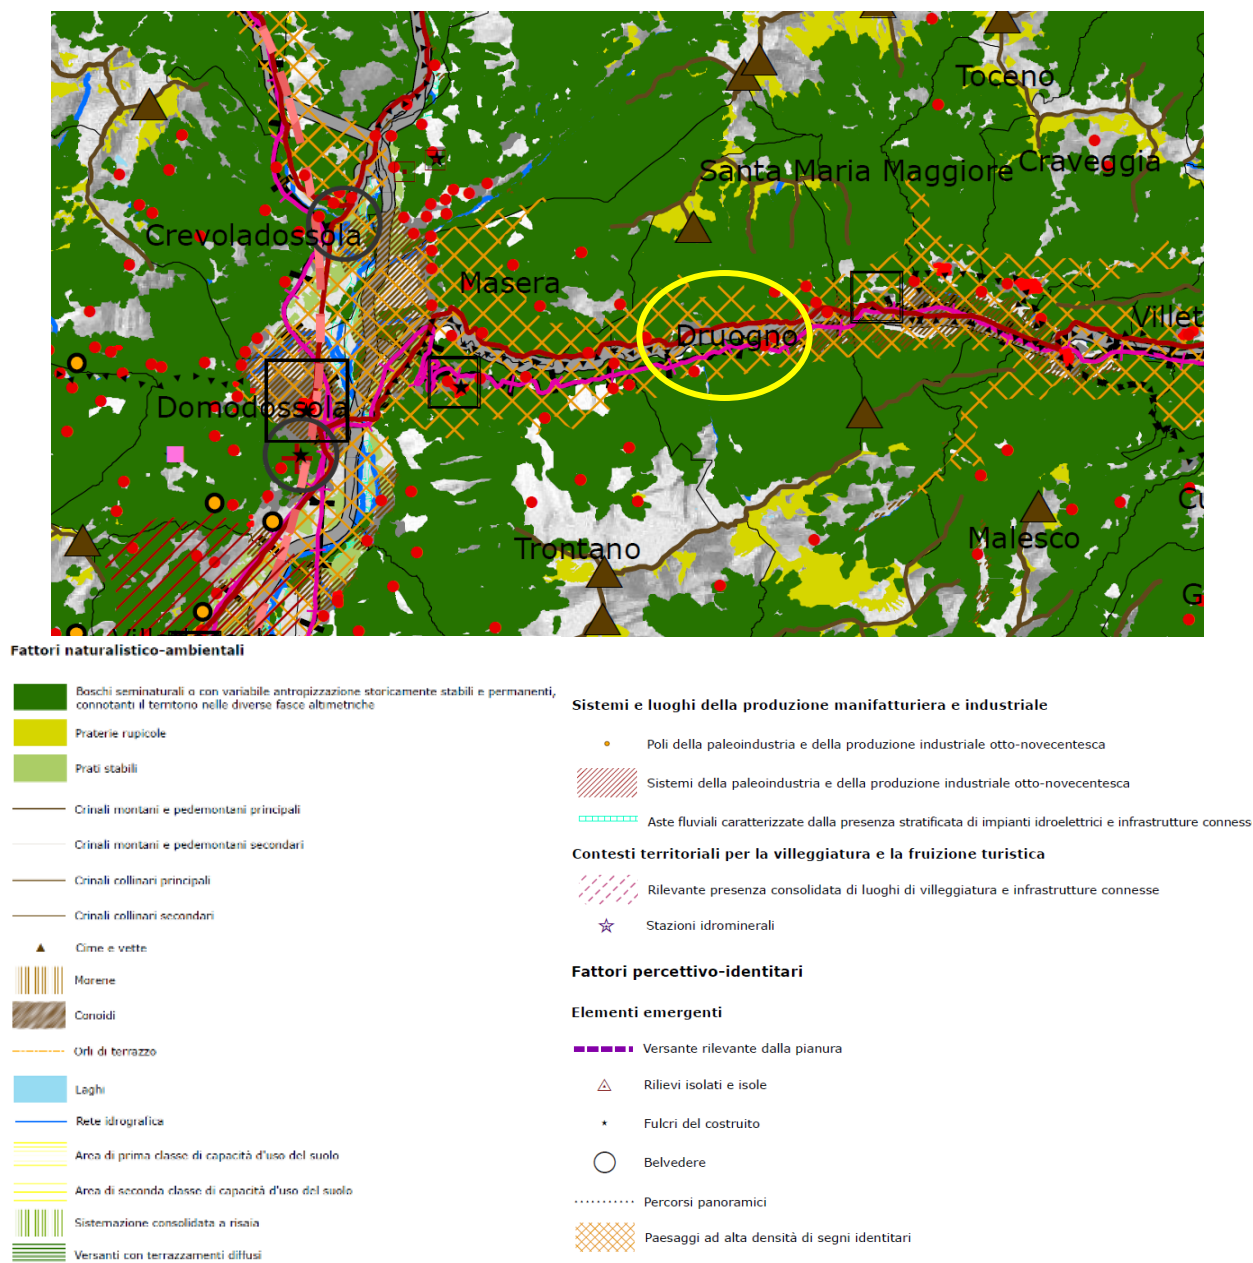 Toceno
Santa Maria Maggiore
Craveggia
Crevoladossola
Masera
Villet
Druogno
Domodossola
Trontano
Malesco
Fattori naturalistico-ambientali
Boschi seminaturali o con variabile antropizzazione storicamente stabili e permanenti,
connotanti il territorio nelle diverse fasce altimetriche
Praterie rupicole
Prati stabili
Crinali montani e pedemontani principali
Crinali montani e pedemontani secondari
Crinali collinari principali
Crinali collinari secondari
Cime e vette
Morene
Conoidi
Orli di terrazzo
Laghi
Rete idrografica
Area di prima classe di capacità d'uso del suolo
Area di seconda classe di capacità d'uso del suolo
Sistemazione consolidata a risaia
Versanti con terrazzamenti diffusi
Sistemi e luoghi della produzione manifatturiera e industriale
Poli della paleoindustria e della produzione industriale otto-novecentesca
Sistemi della paleoindustria e della produzione industriale otto-novecentesca
Aste fluviali caratterizzate dalla presenza stratificata di impianti idroelettrici e infrastrutture conness
Contesti territoriali per la villeggiatura e la fruizione turistica
Rilevante presenza consolidata di luoghi di villeggiatura e infrastrutture connesse
Stazioni idrominerali
Fattori percettivo-identitari
Elementi emergenti
Versante rilevante dalla pianura
Rilievi isolati e isole
Fulcri del costruito
Belvedere
Percorsi panoramici
Paesaggi ad alta densità di segni identitari